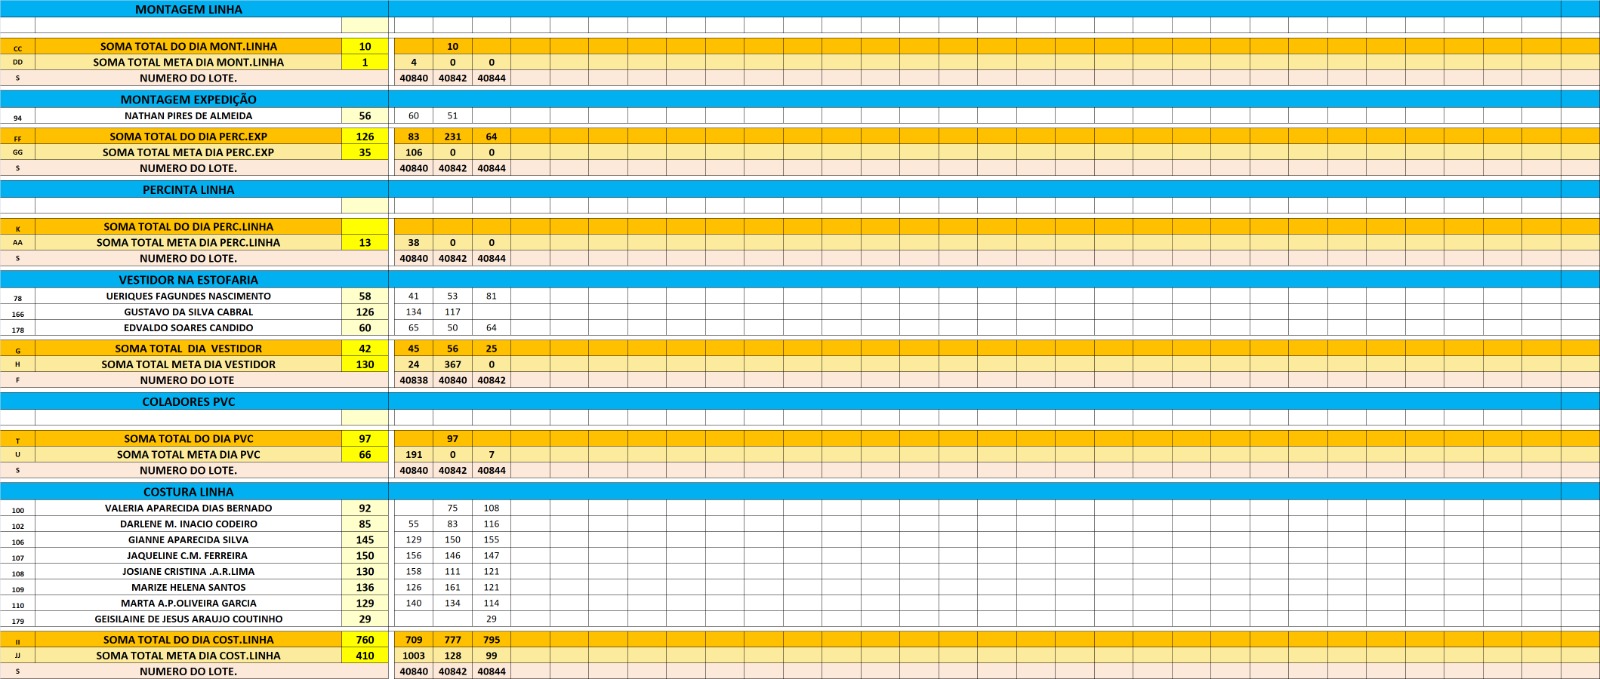 MONTAGEM LINHA
CC SOMA TOTAL DO DIA MONT.LINHA 10 10
DD SOMA TOTAL META DIA MONT.LINHA 1 4 0 0
S NUMERO DO LOTE. 40840 40842 40844
MONTAGEM EXPEDIÇÃO
94 NATHAN PIRES DE ALMEIDA 56 60 51
FF SOMA TOTAL DO DIA PERC.EXP 126 83 231 64
GG SOMA TOTAL META DIA PERC.EXP 35 106 0 0
S NUMERO DO LOTE. 40840 40842 40844
PERCINTA LINHA
K SOMA TOTAL DO DIA PERC.LINHA
AA SOMA TOTAL META DIA PERC.LINHA 13 38 0 0
S NUMERO DO LOTE. 40840 40842 40844
VESTIDOR NA ESTOFARIA
78 UERIQUES FAGUNDES NASCIMENTO 58 41 53 81
166 GUSTAVO DA SILVA CABRAL 126 134 117
178 EDVALDO SOARES CANDIDO 60 65 50 64
G SOMA TOTAL DIA VESTIDOR 42 45 56 25
H SOMA TOTAL META DIA VESTIDOR 130 24 367 0
F NUMERO DO LOTE 40838 40840 40842
COLADORES PVC
T SOMA TOTAL DO DIA PVC 97 97
U SOMA TOTAL META DIA PVC 66 191 0 7
S NUMERO DO LOTE. 40840 40842 40844
COSTURA LINHA
100 VALERIA APARECIDA DIAS BERNADO 92 75 108
102 DARLENE M. INACIO CODEIRO 85 55 83 116
106 GIANNE APARECIDA SILVA 145 129 150 155
107 JAQUELINE C.M. FERREIRA 150 156 146 147
108 JOSIANE CRISTINA .A.R.LIMA 130 158 111 121
109 MARIZE HELENA SANTOS 136 126 161 121
110 MARTA A.P.OLIVEIRA GARCIA 129 140 134 114
179 GEISILAINE DE JESUS ARAUJO COUTINHO 29 29
II SOMA TOTAL DO DIA COST.LINHA 760 709 777 795
JJ SOMA TOTAL META DIA COST.LINHA 410 1003 128 99
S NUMERO DO LOTE. 40840 40842 40844